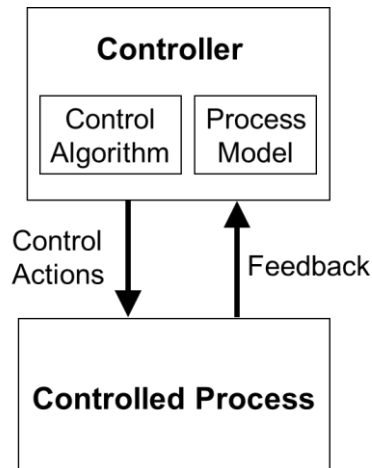 Controller
Control
Algorithm
Process
Model
Control
Actions
Feedback
Controlled Process